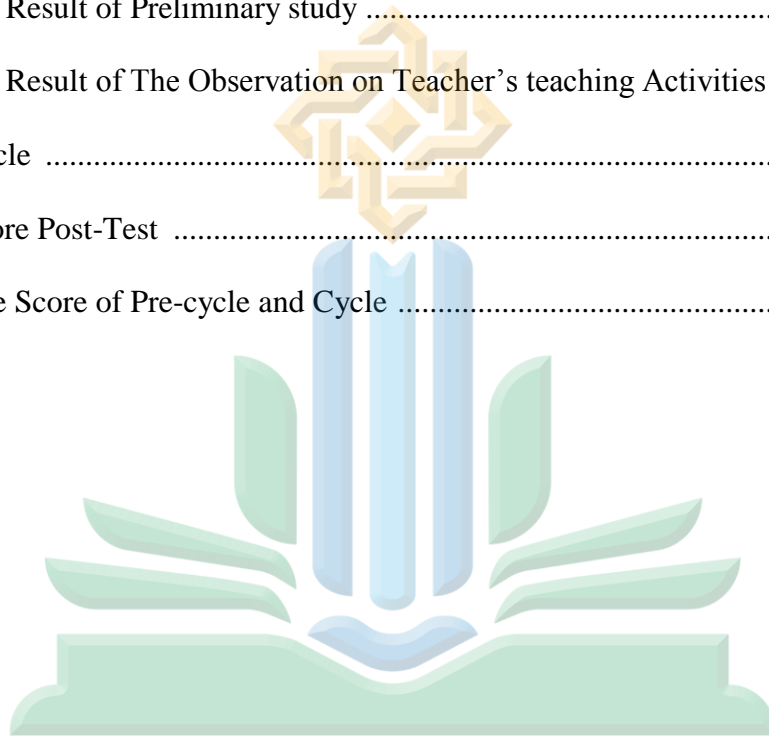 Result of Preliminary study ..................................................
Result of The Observation on Teacher’s teaching Activities
cle ..........................................................................................
ore Post-Test ..........................................................................
e Score of Pre-cycle and Cycle ..............................................